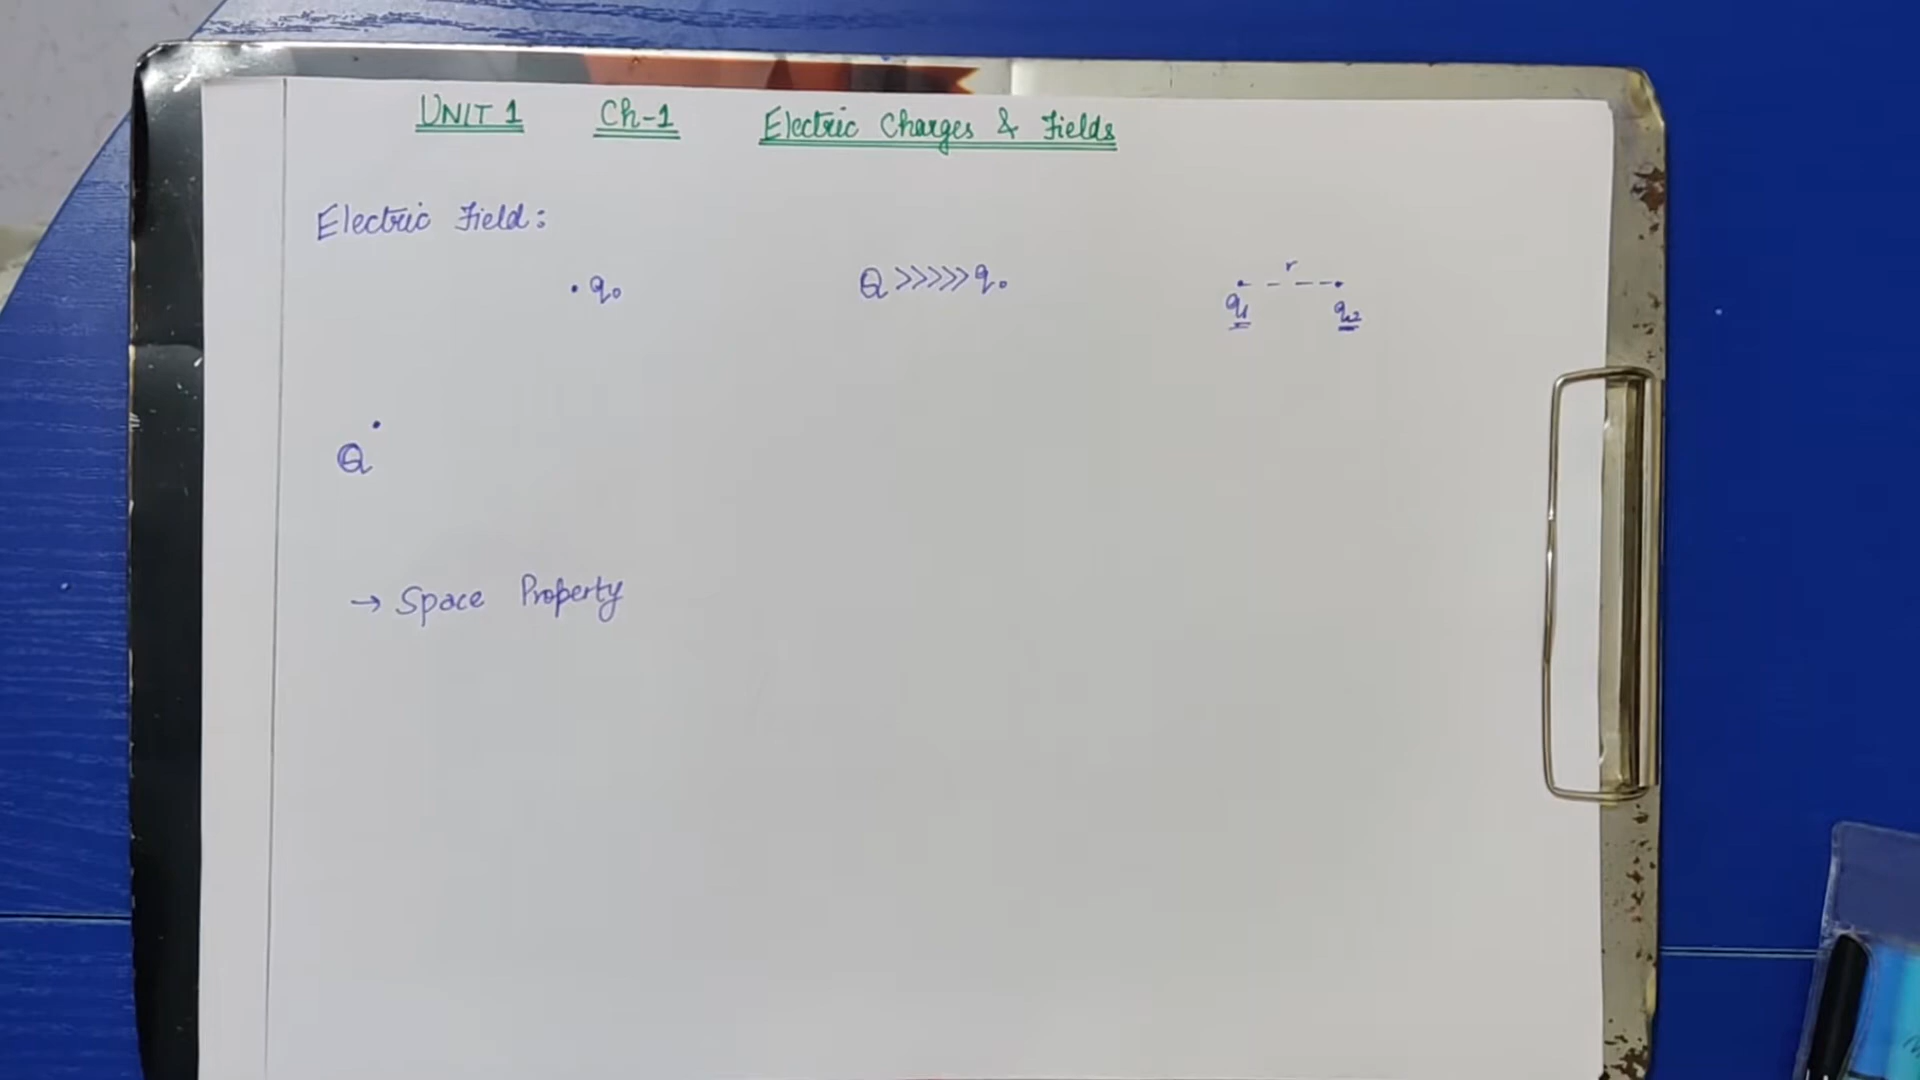 UNIT 1 Ch-1 Electric Charges & Fields
Electric Field:
. q₀ Q >>>>> q₀ r
q₁ q₂
Q
→ Space Property